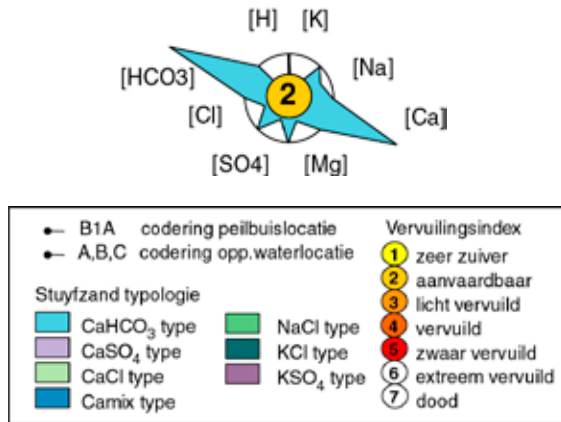 [H] [K]
[HCO3] [Na]
2
[Cl] [Ca]
[SO4] [Mg]
B1A codering peilbuislocatie
A,B,C codering opp.waterlocatie
Stuyfzand typologie
CaHCO3 type
CaSO4 type
CaCl type
Camix type
NaCl type
KCl type
KSO4 type
Vervuilingsindex
1 zeer zuiver
2 aanvaardbaar
3 licht vervuild
4 vervuild
5 zwaar vervuild
6 extreem vervuild
7 dood